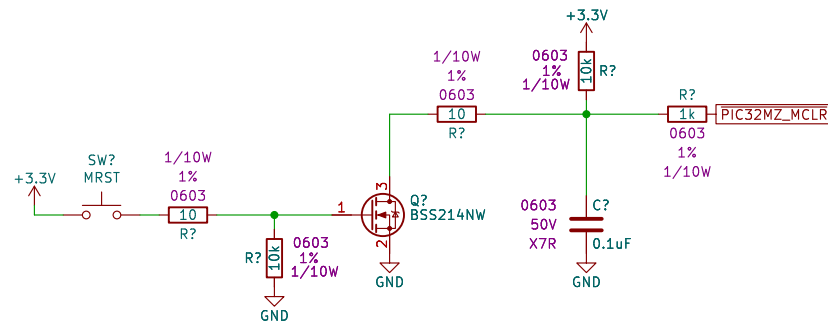 +3.3V
1/10W
1%
0603
10
R?
0603
1%
1/10W
10k
R?
R?
1k
0603
1%
1/10W
PIC32MZ_MCLR
+3.3V
SW?
MRST
1/10W
1%
0603
10
R?
R?
10k
0603
1%
1/10W
GND
1
3
2
Q?
BSS214NW
GND
0603
50V
X7R
C?
0.1uF
GND